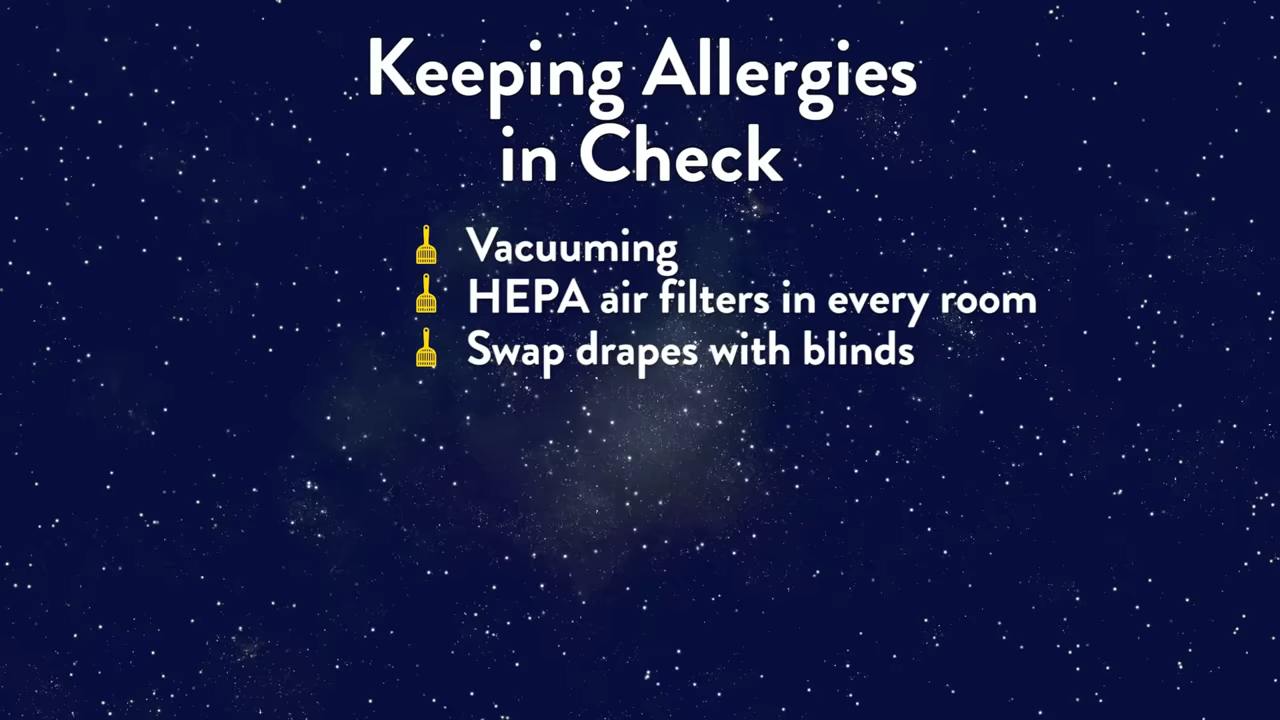 Keeping Allergies
in Check
Vacuuming
HEPA air filters in every room
Swap drapes with blinds